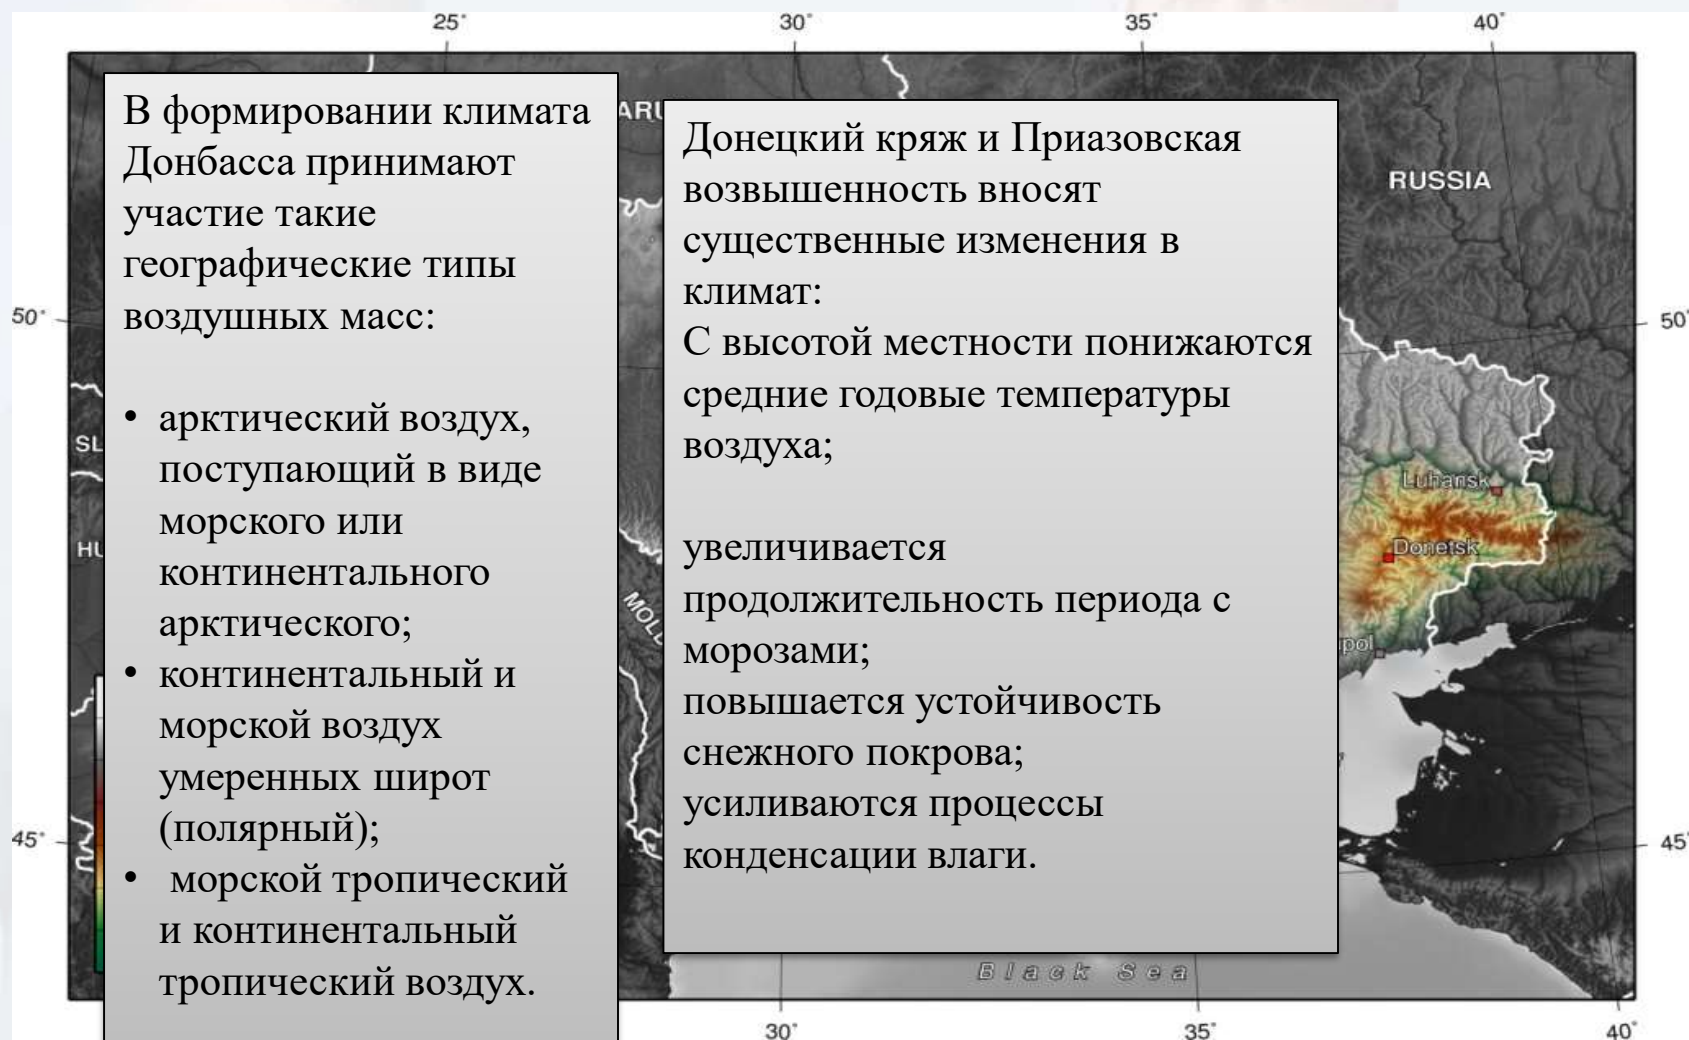 25°
30°
35°
40°
В формировании климата
Донбасса принимают
участие такие
географические типы
воздушных масс:
• арктический воздух,
поступающий в виде
морского или
континентального
арктического;
• континентальный и
морской воздух
умеренных широт
(полярный);
• морской тропический
и континентальный
тропический воздух.
Донецкий кряж и Приазовская
возвышенность вносят
существенные изменения в
климат:
С высотой местности понижаются
средние годовые температуры
воздуха;
увеличивается
продолжительность периода с
морозами;
повышается устойчивость
снежного покрова;
усиливаются процессы
конденсации влаги.
RUSSIA
50°
50°
Luhansk
Donetsk
45°
45°
Black Sea
30°
35°
40°